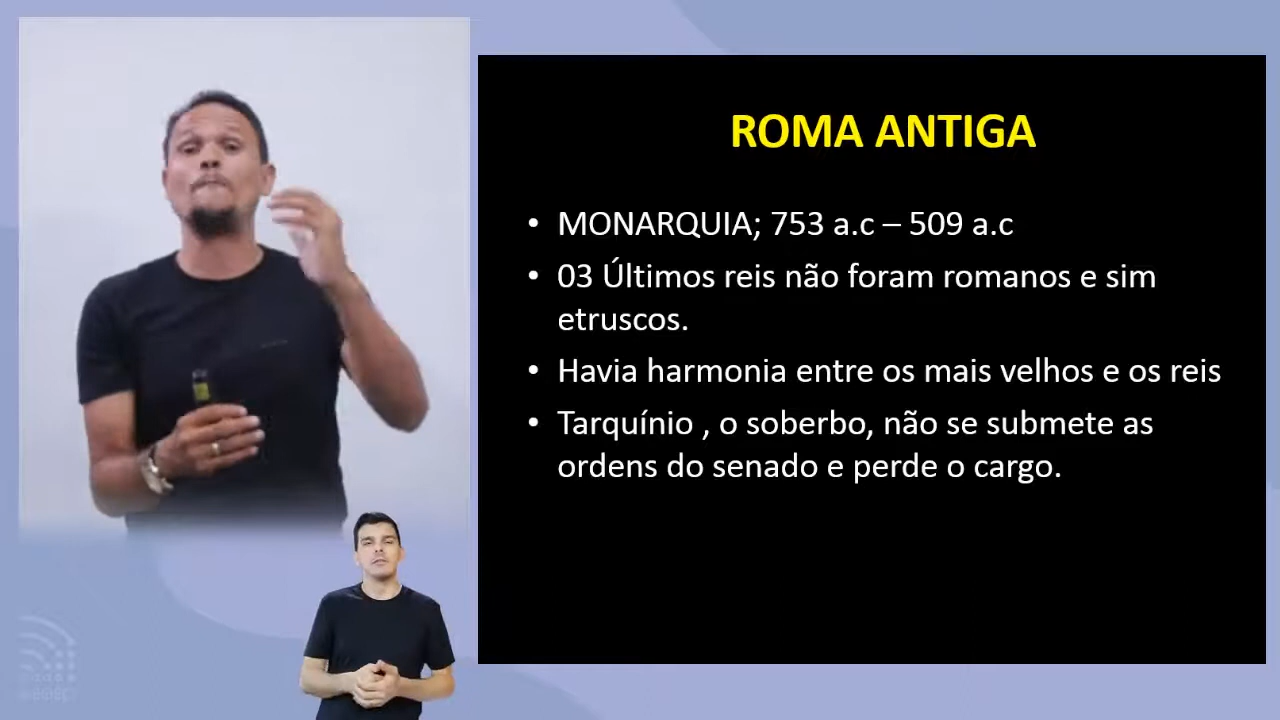 ROMA ANTIGA
• MONARQUIA; 753 a.c – 509 a.c
• 03 Últimos reis não foram romanos e sim
etruscos.
• Havia harmonia entre os mais velhos e os reis
• Tarquínio , o soberbo, não se submete as
ordens do senado e perde o cargo.